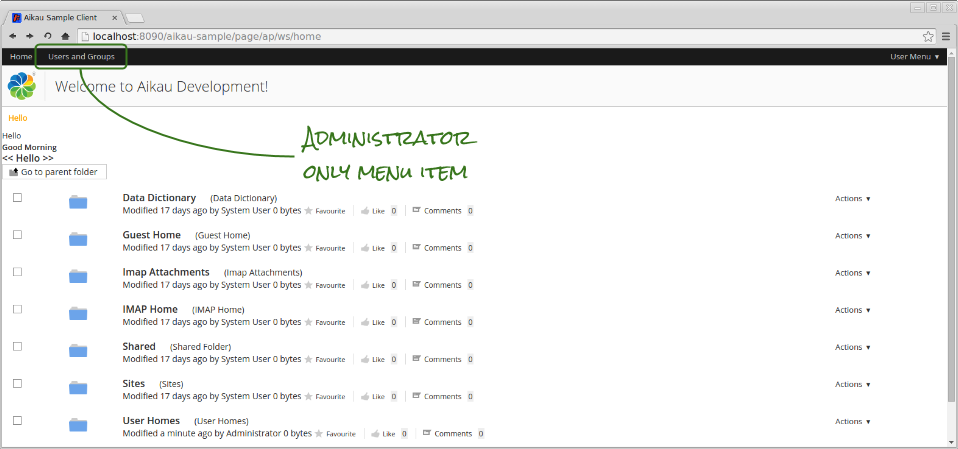 Aikau Sample Client
localhost:8090/aikau-sample/page/ap/ws/home
Home Users and Groups User Menu
Welcome to Aikau Development!
Hello
Hello
Good Morning
<< Hello >>
Go to parent folder
Administrator
only menu item
Data Dictionary (Data Dictionary) Actions
Modified 17 days ago by System User 0 bytes Favourite Like 0 Comments 0
Guest Home (Guest Home) Actions
Modified 17 days ago by System User 0 bytes Favourite Like 0 Comments 0
Imap Attachments (Imap Attachments) Actions
Modified 17 days ago by System User 0 bytes Favourite Like 0 Comments 0
IMAP Home (IMAP Home) Actions
Modified 17 days ago by System User 0 bytes Favourite Like 0 Comments 0
Shared (Shared Folder) Actions
Modified 17 days ago by System User 0 bytes Favourite Like 0 Comments 0
Sites (Sites) Actions
Modified 17 days ago by System User 0 bytes Favourite Like 0 Comments 0
User Homes (User Homes) Actions
Modified a minute ago by Administrator 0 bytes Favourite Like 0 Comments 0